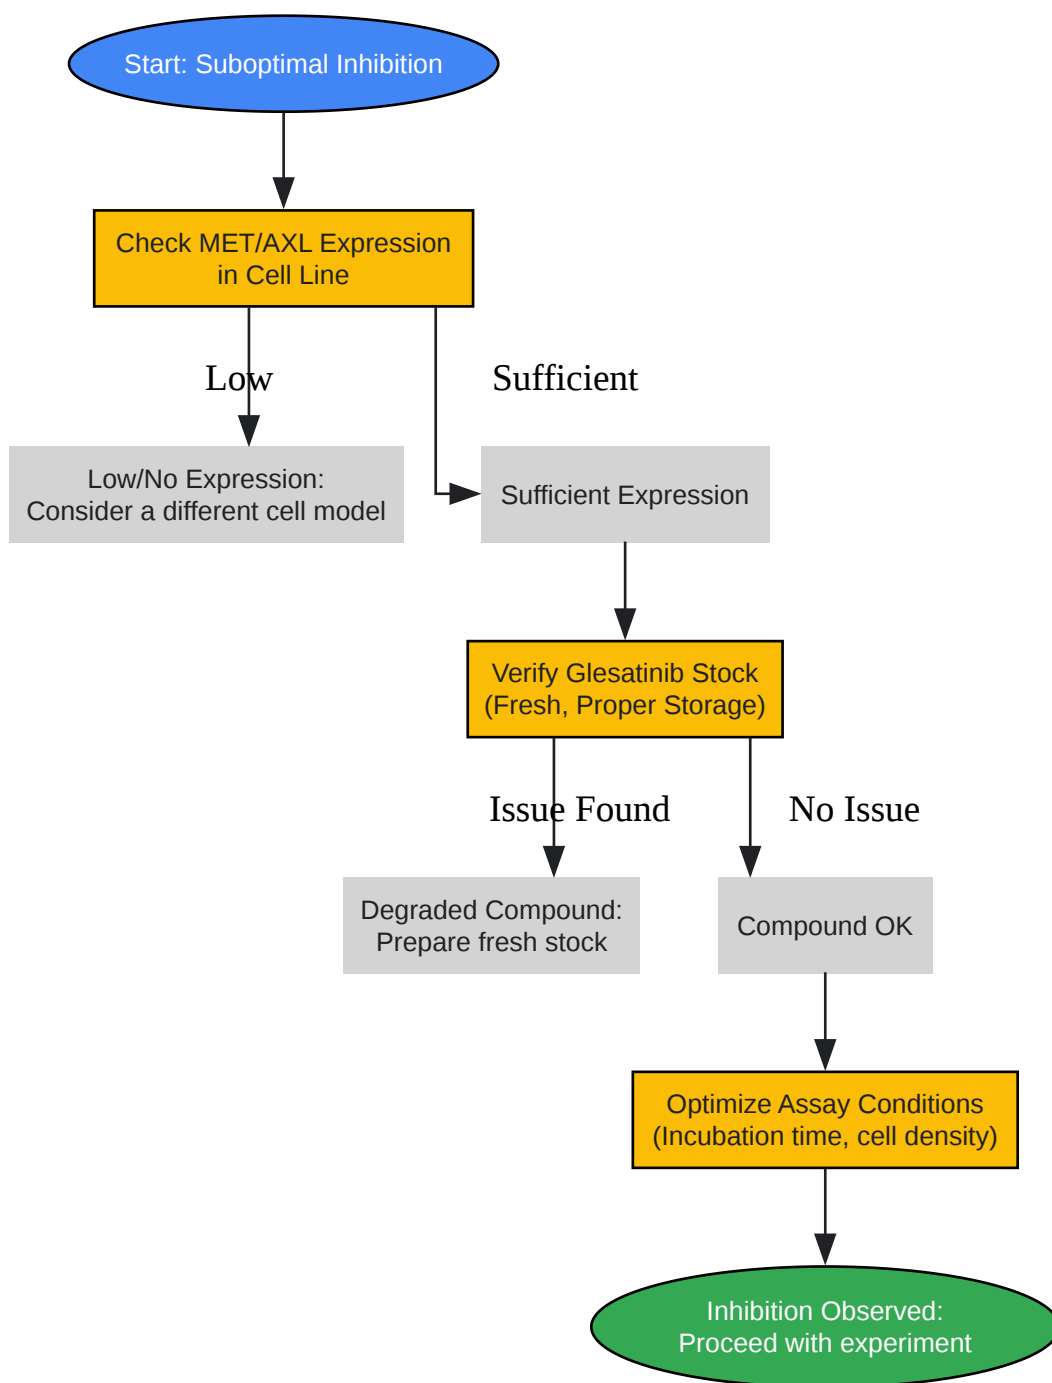 Start: Suboptimal Inhibition
Check MET/AXL Expression
in Cell Line
Low
Sufficient
Low/No Expression:
Consider a different cell model
Sufficient Expression
Verify Glesatinib Stock
(Fresh, Proper Storage)
Issue Found
No Issue
Degraded Compound:
Prepare fresh stock
Compound OK
Optimize Assay Conditions
(Incubation time, cell density)
Inhibition Observed:
Proceed with experiment